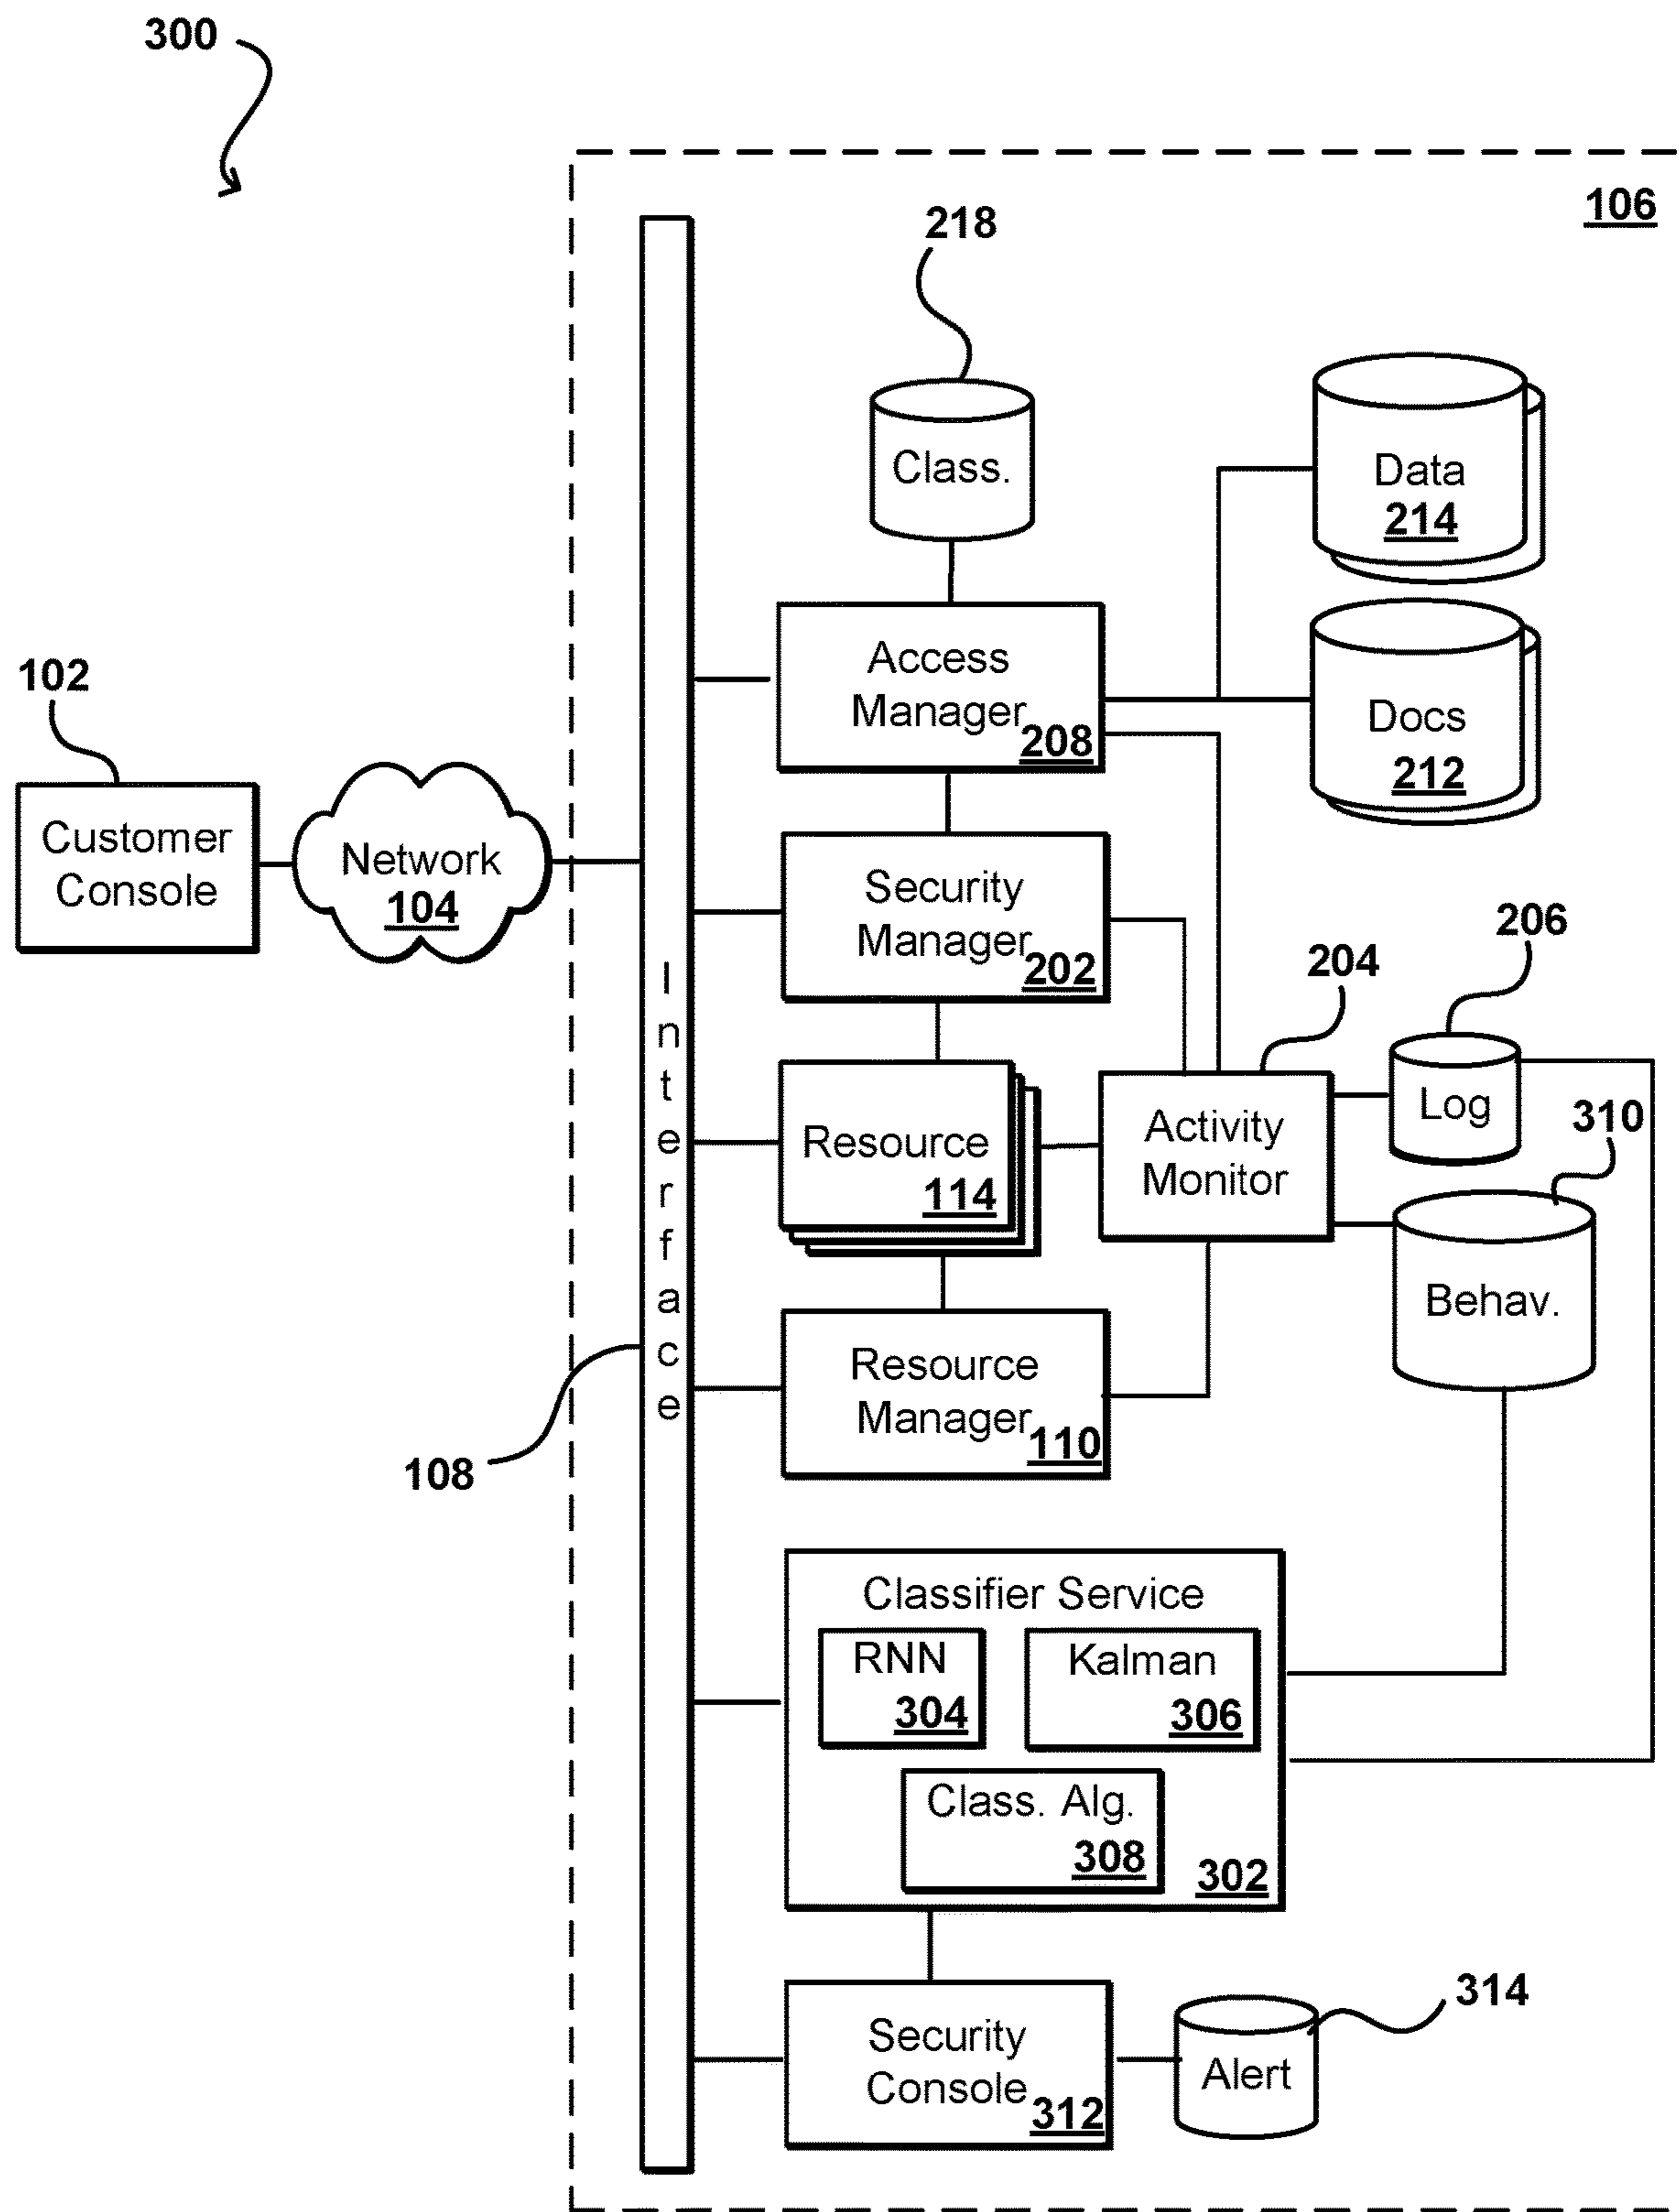 300
106
218
Class.
Data
214
Access
Manager
208
Docs
212
102
Customer
Console
Network
104
Security
Manager
202
206
204
Log
310
Interface
Resource
114
Activity
Monitor
Behav.
Resource
Manager
110
108
Classifier Service
RNN
304
Kalman
306
Class. Alg.
308
302
Security
Console
312
314
Alert